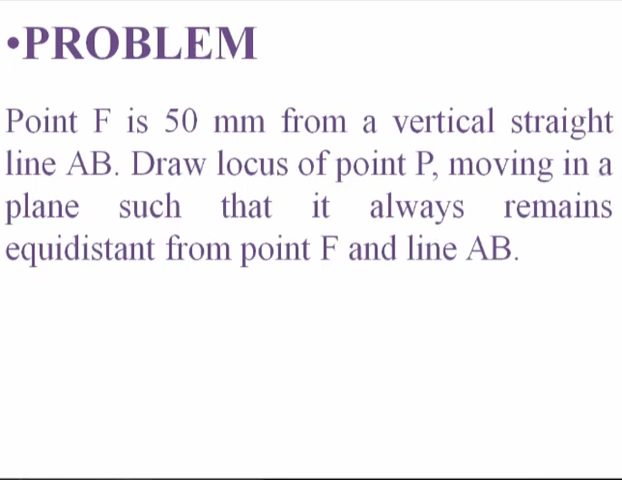 •PROBLEM
Point F is 50 mm from a vertical straight
line AB. Draw locus of point P, moving in a
plane such that it always remains
equidistant from point F and line AB.